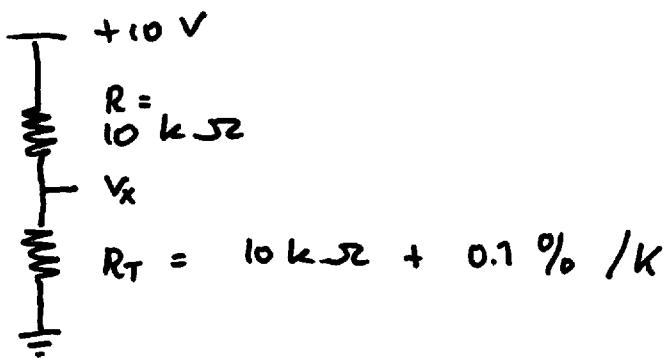 +10 V
R =
10 kΩ
Vx
RT = 10 kΩ + 0.1 % /K